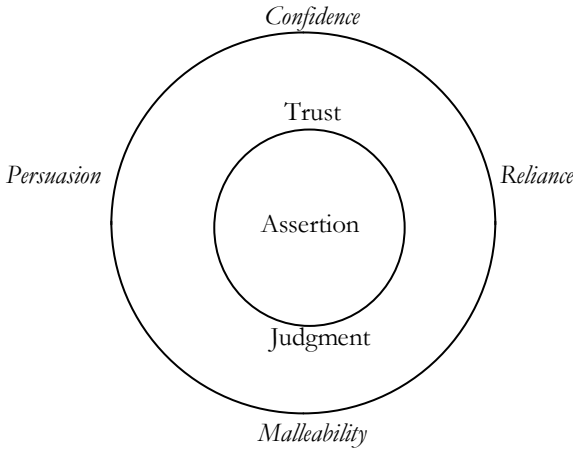 Confidence
Trust
Persuasion
Reliance
Assertion
Judgment
Malleability